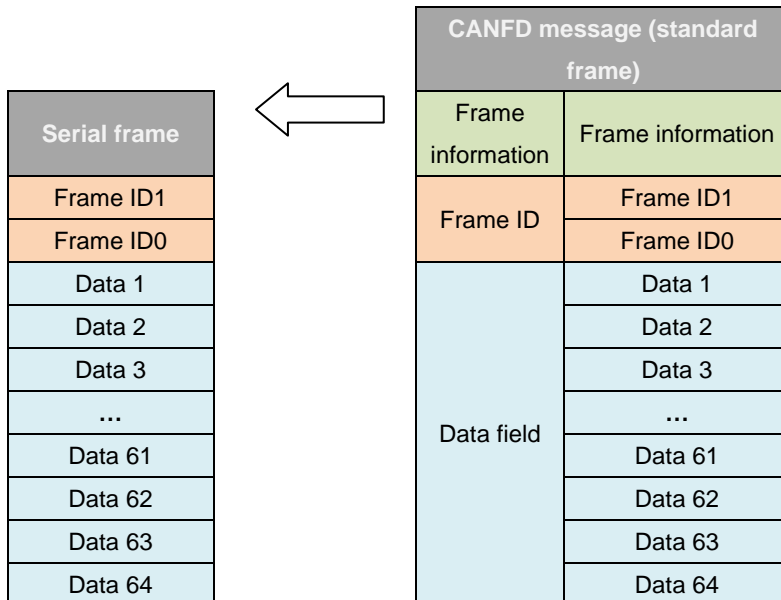 Serial frame
Frame ID1
Frame ID0
Data 1
Data 2
Data 3
...
Data 61
Data 62
Data 63
Data 64
CANFD message (standard
frame)
Frame
information
Frame information
Frame ID
Frame ID1
Frame ID0
Data field
Data 1
Data 2
Data 3
...
Data 61
Data 62
Data 63
Data 64